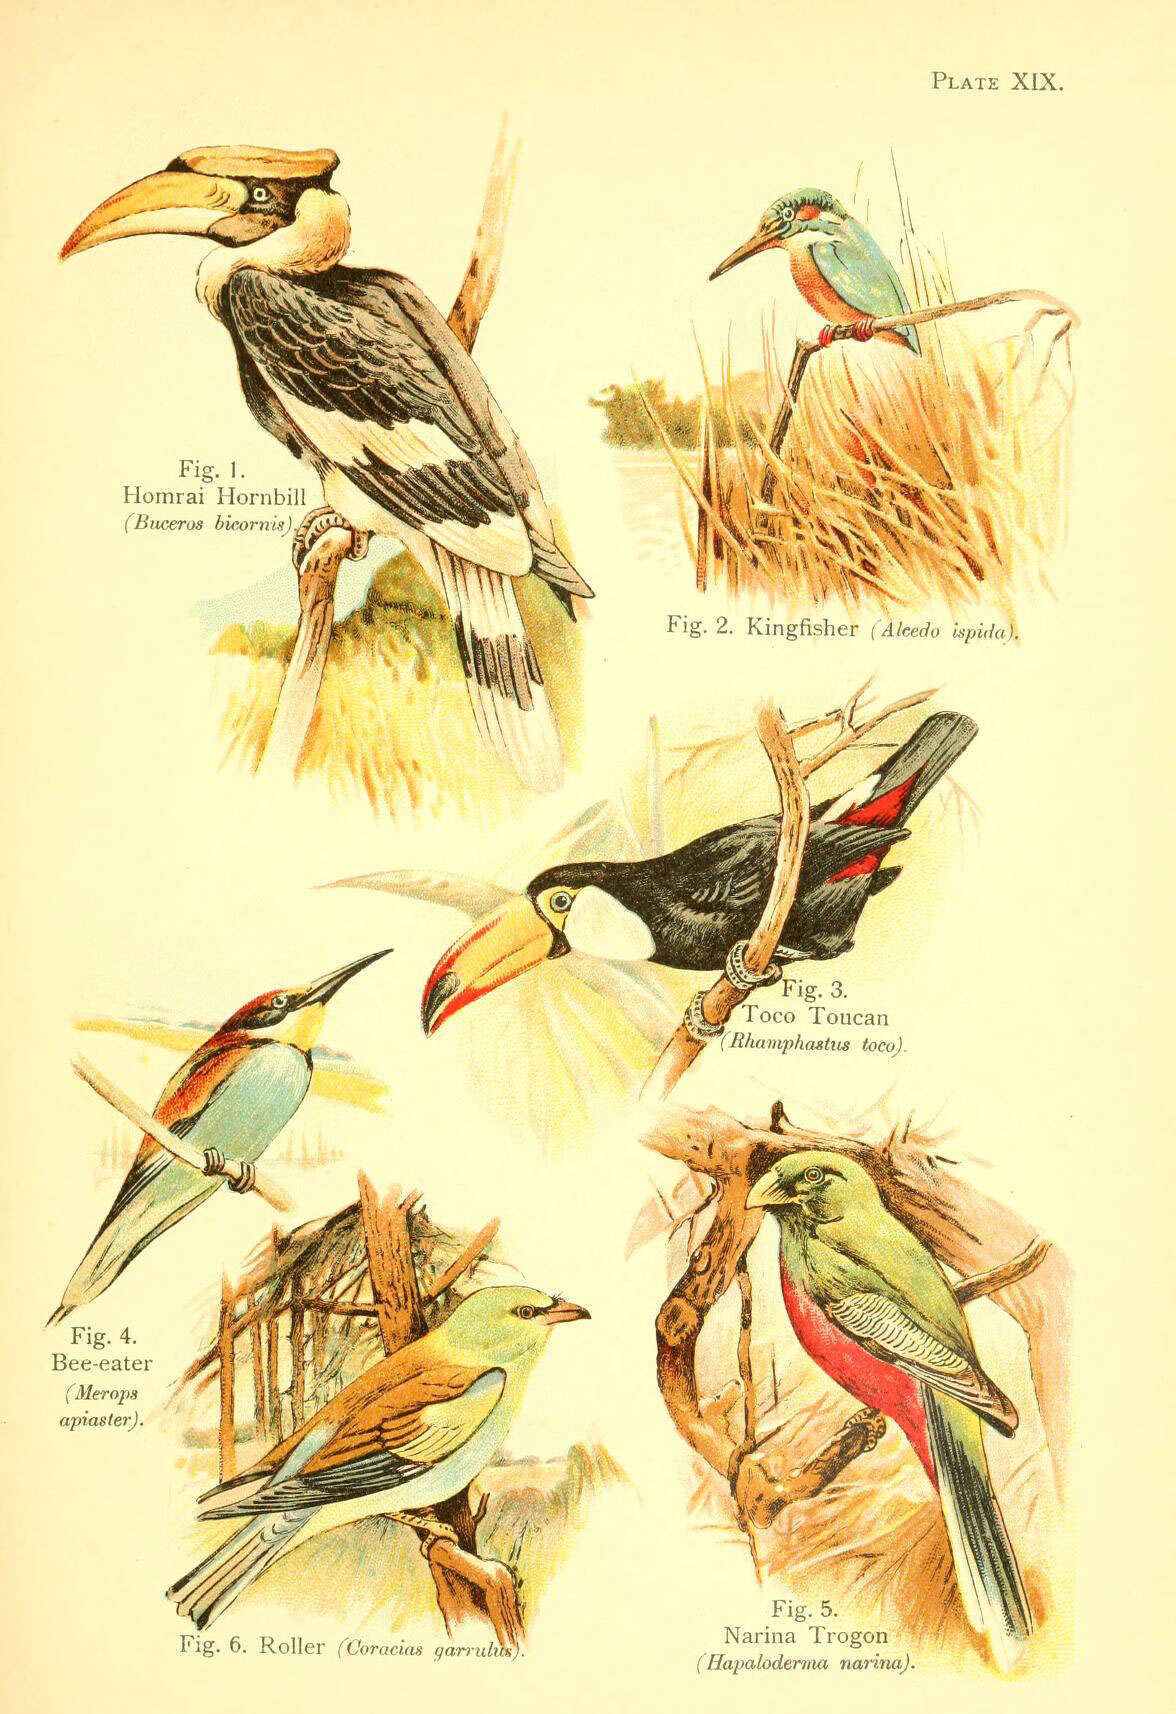 PLATE XIX.
Fig. 1.
Homrai Hornbill
(Buceros bicornis).
Fig. 2. Kingfisher (Alcedo ispida).
Fig. 3.
Toco Toucan
(Rhamphastus toco).
Fig. 4.
Bee-eater
(Merops
apiaster).
Fig. 5.
Narina Trogon
(Hapaloderma narina).
Fig. 6. Roller (Coracias garrulus).